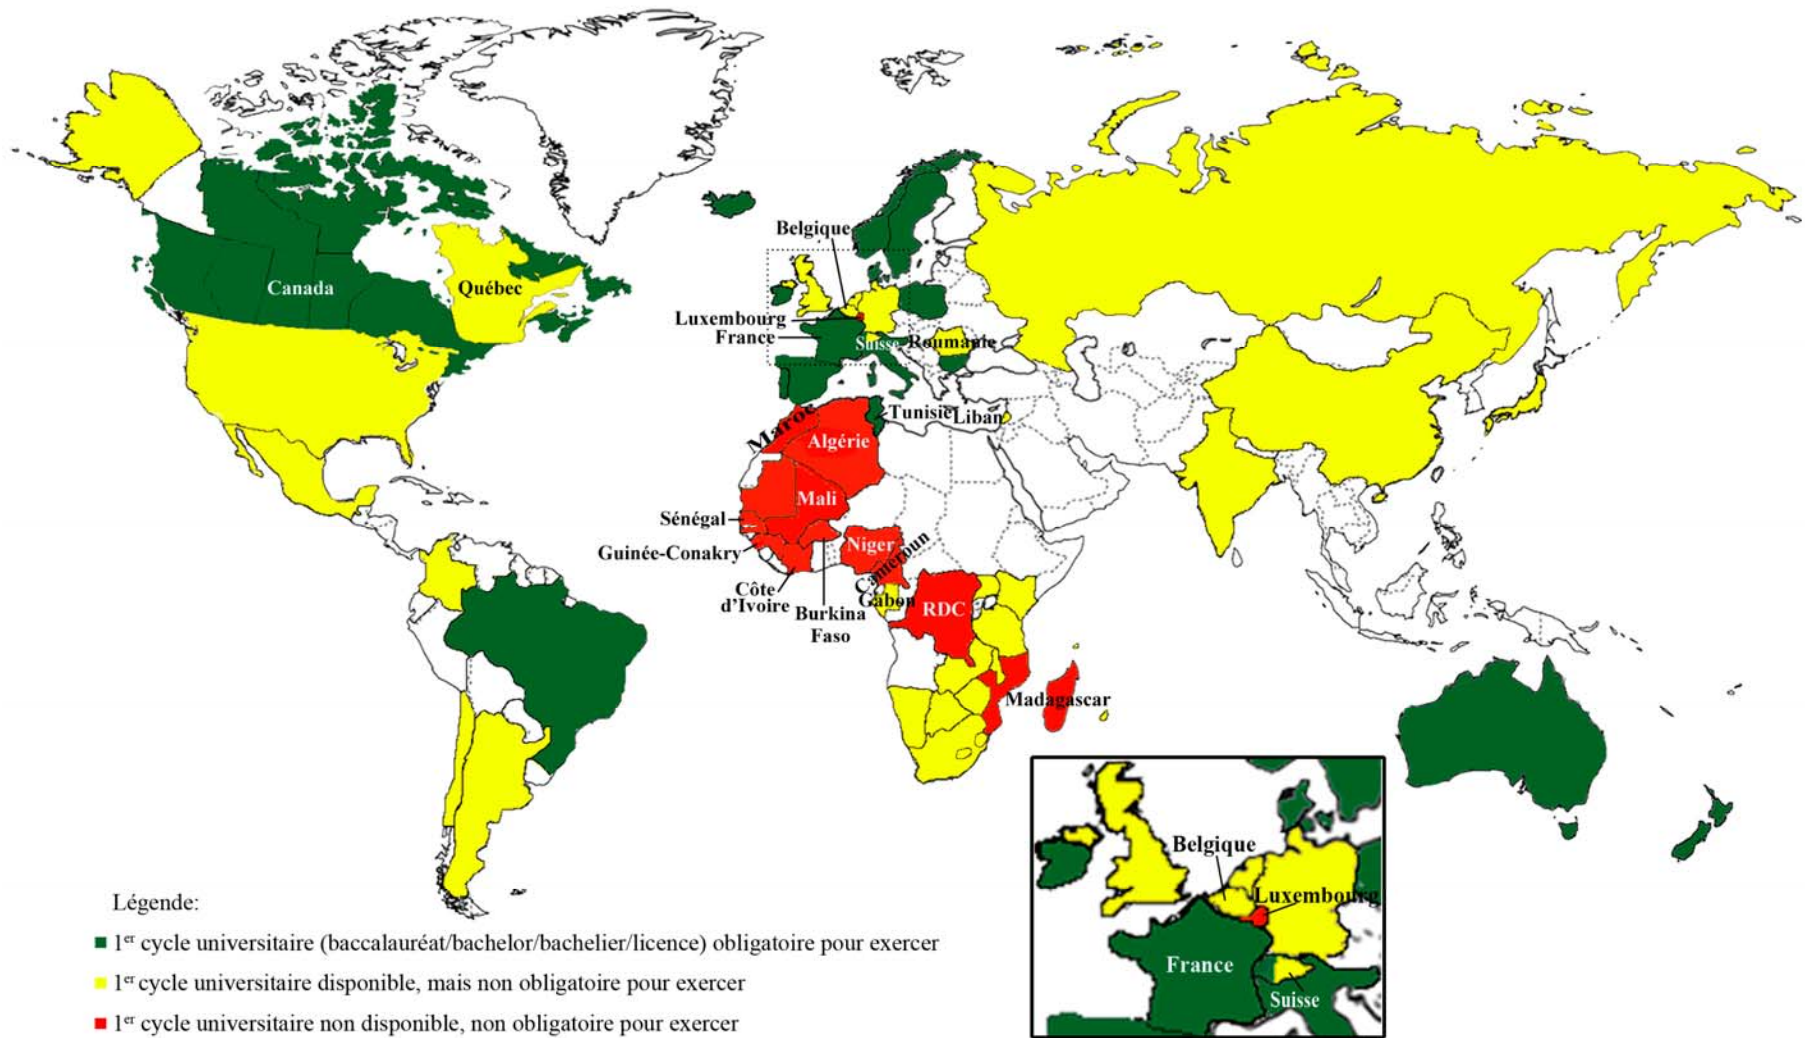 Belgique
Canada
Québec
Luxembourg
France
Suisse
Roumanie
Maroc
Tunisie
Liban
Algérie
Mali
Sénégal
Niger
Guinée-Conakry
Cameroun
Côte
d'Ivoire
Burkina
Faso
Gabon
RDC
Madagascar
Belgique
Luxembourg
France
Suisse
Légende:
1er cycle universitaire (baccalauréat/bachelor/bachelier/licence) obligatoire pour exercer
1er cycle universitaire disponible, mais non obligatoire pour exercer
1er cycle universitaire non disponible, non obligatoire pour exercer